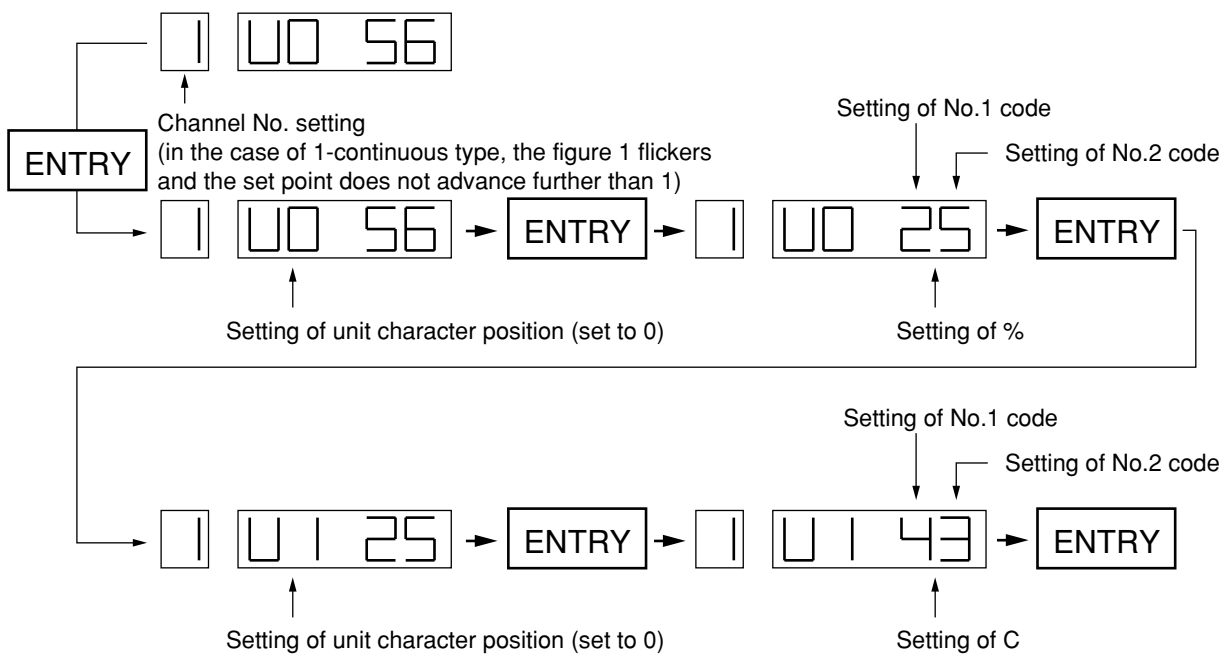 1 U0 56
Channel No. setting
(in the case of 1-continuous type, the figure 1 flickers
and the set point does not advance further than 1)
ENTRY
Setting of No.1 code
Setting of No.2 code
1 U0 56 ENTRY 1 U0 25 ENTRY
Setting of unit character position (set to 0)
Setting of %
Setting of No.1 code
Setting of No.2 code
1 U1 25 ENTRY 1 U1 43 ENTRY
Setting of unit character position (set to 0)
Setting of C